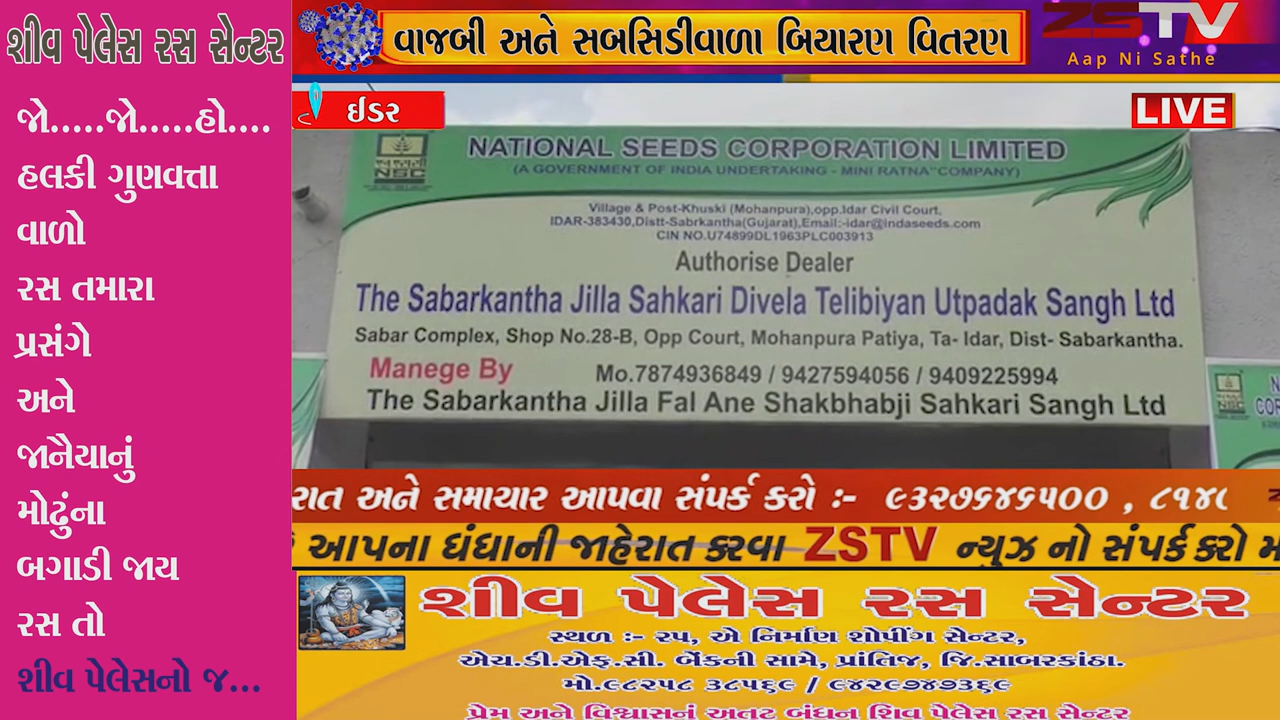 શીવ પેલેસ રસ સેન્ટર
જો.....જો.....હો....
હલકી ગુણવત્તા
વાળો
રસ તમારા
પ્રસંગે
અને
જાનૈયાનું
મોઢુંના
બગાડી જાય
રસ તો
શીવ પેલેસનો જ...
વાજબી અને સબસિડીવાળા બિયારણ વિતરણ
ZSTV
Aap Ni Sathe
ઈડર
LIVE
NSC
NATIONAL SEEDS CORPORATION LIMITED
(A GOVERNMENT OF INDIA UNDERTAKING - MINI RATNA"COMPANY)
Village & Post-Khuski (Mohanpura),opp.Idar Civil Court,
IDAR-383430,Distt-Sabrkantha(Gujarat),Email:-idar@indaseeds.com
CIN NO.U74899DL1963PLC003913
Authorise Dealer
The Sabarkantha Jilla Sahkari Divela Telibiyan Utpadak Sangh Ltd
Sabar Complex, Shop No.28-B, Opp Court, Mohanpura Patiya, Ta- Idar, Dist- Sabarkantha.
Manege By Mo.7874936849 / 9427594056 / 9409225994
The Sabarkantha Jilla Fal Ane Shakbhabji Sahkari Sangh Ltd
રાત અને સમાચાર આપવા સંપર્ક કરો :- ૯૩૨૭૬૪૬૫૦૦ , ૮૧૪૮
આપના ધંધાની જાહેરાત કરવા ZSTV ન્યુઝ નો સંપર્ક કરો
શીવ પેલેસ રસ સેન્ટર
સ્થળ :- ૨૫, એ નિર્માણ શોપીંગ સેન્ટર,
એચ.ડી.એફ.સી. બેંકની સામે, પ્રાંતિજ, જિ.સાબરકાંઠા.
મો.૯૮૨૫૮ ૩૮૫૬૯ / ૯૪૨૯૭૪૭૩૬૯
પ્રેમ અને વિશ્વાસનું અતુટ બંધન શિવ પેલેસ રસ સેન્ટર